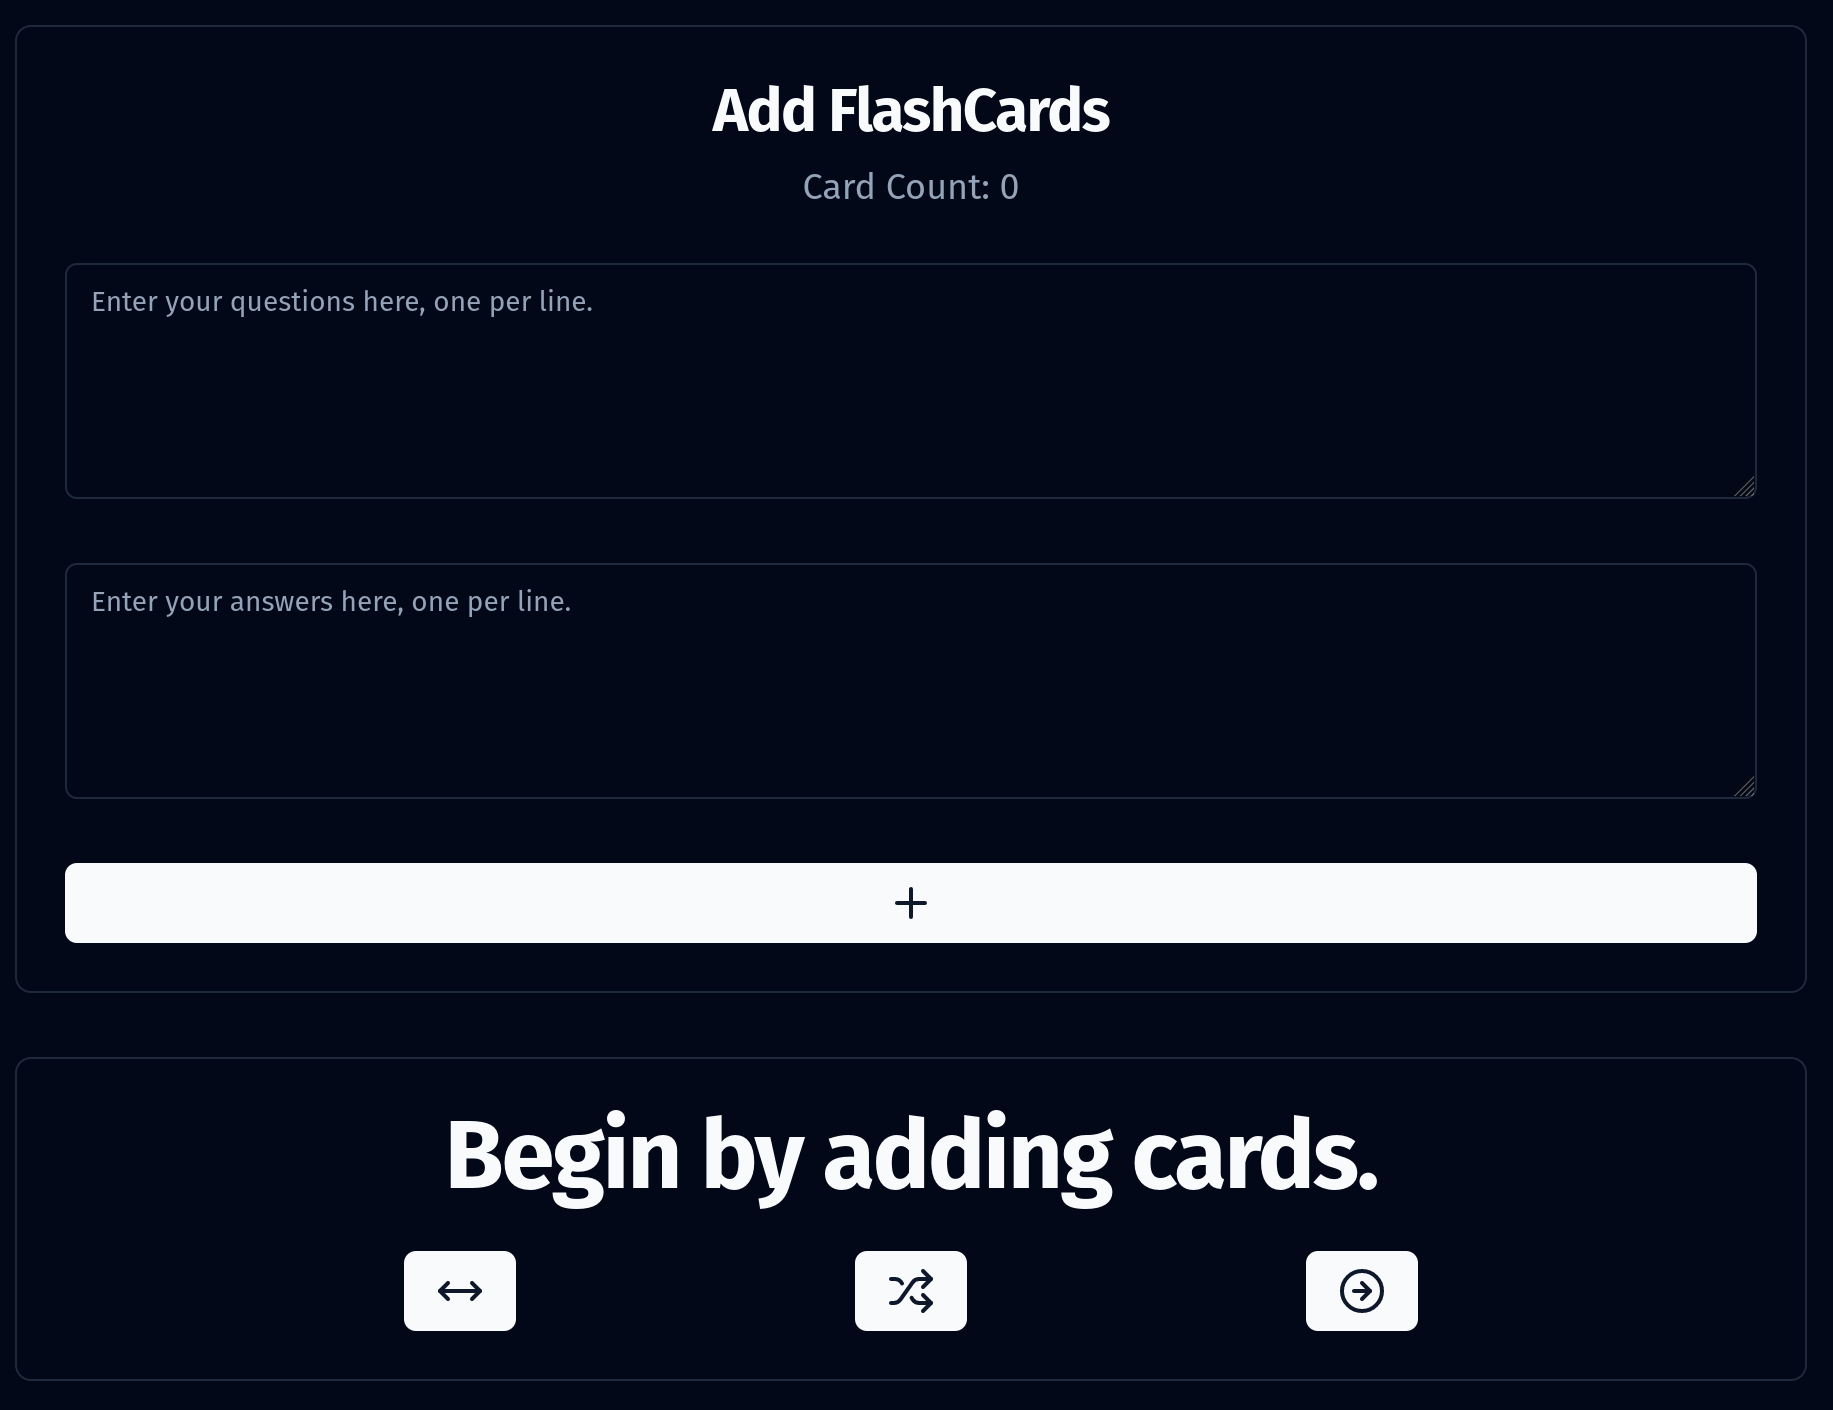 Add FlashCards
Card Count: 0
Enter your questions here, one per line.
Enter your answers here, one per line.
Begin by adding cards.